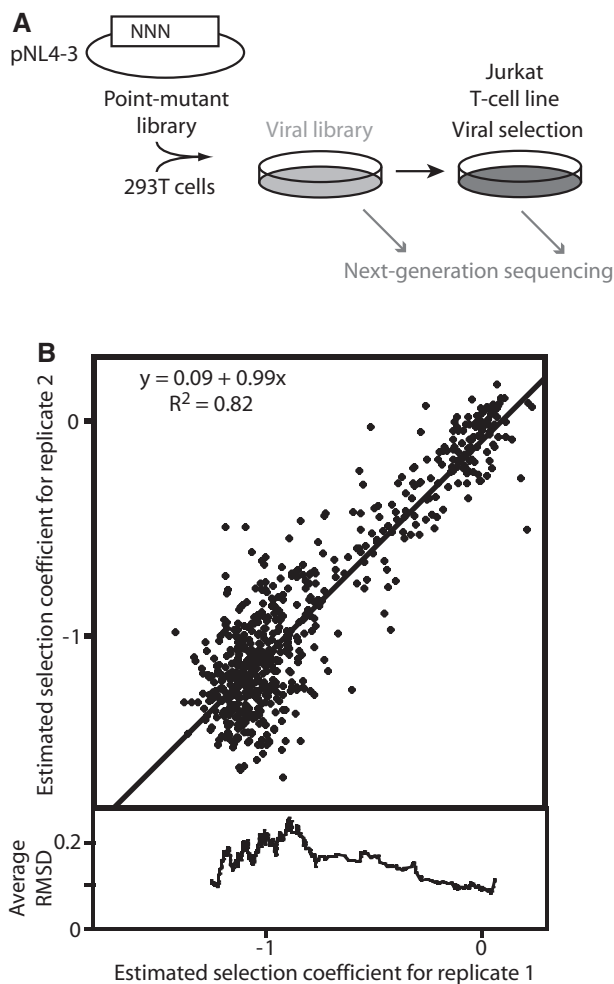 A
NNN
pNL4-3
Point-mutant
library
293T cells
Viral library
Jurkat
T-cell line
Viral selection
Next-generation sequencing
B
y = 0.09 + 0.99x
R² = 0.82
Estimated selection coefficient for replicate 2
0
-1
Average
RMSD
0.2
0
-1
0
Estimated selection coefficient for replicate 1